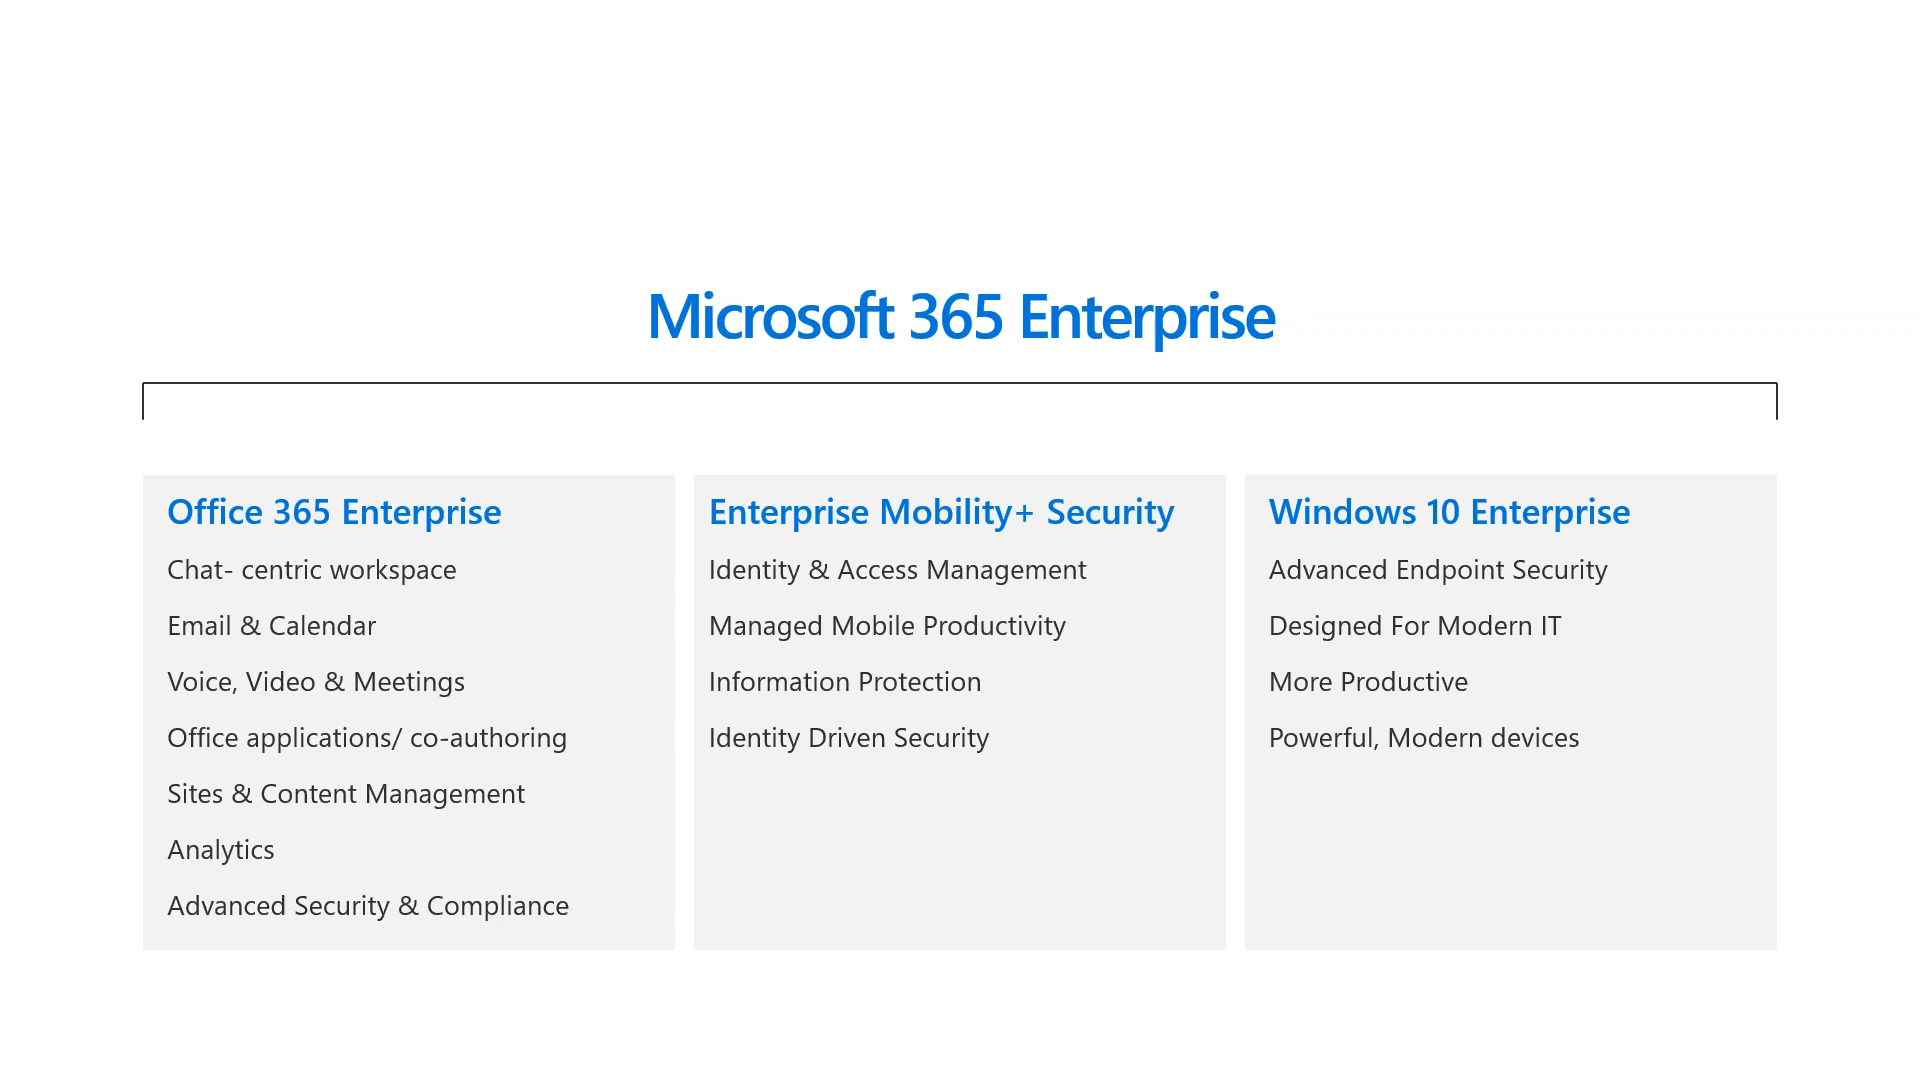 Microsoft 365 Enterprise
Office 365 Enterprise
Chat- centric workspace
Email & Calendar
Voice, Video & Meetings
Office applications/ co-authoring
Sites & Content Management
Analytics
Advanced Security & Compliance
Enterprise Mobility+ Security
Identity & Access Management
Managed Mobile Productivity
Information Protection
Identity Driven Security
Windows 10 Enterprise
Advanced Endpoint Security
Designed For Modern IT
More Productive
Powerful, Modern devices